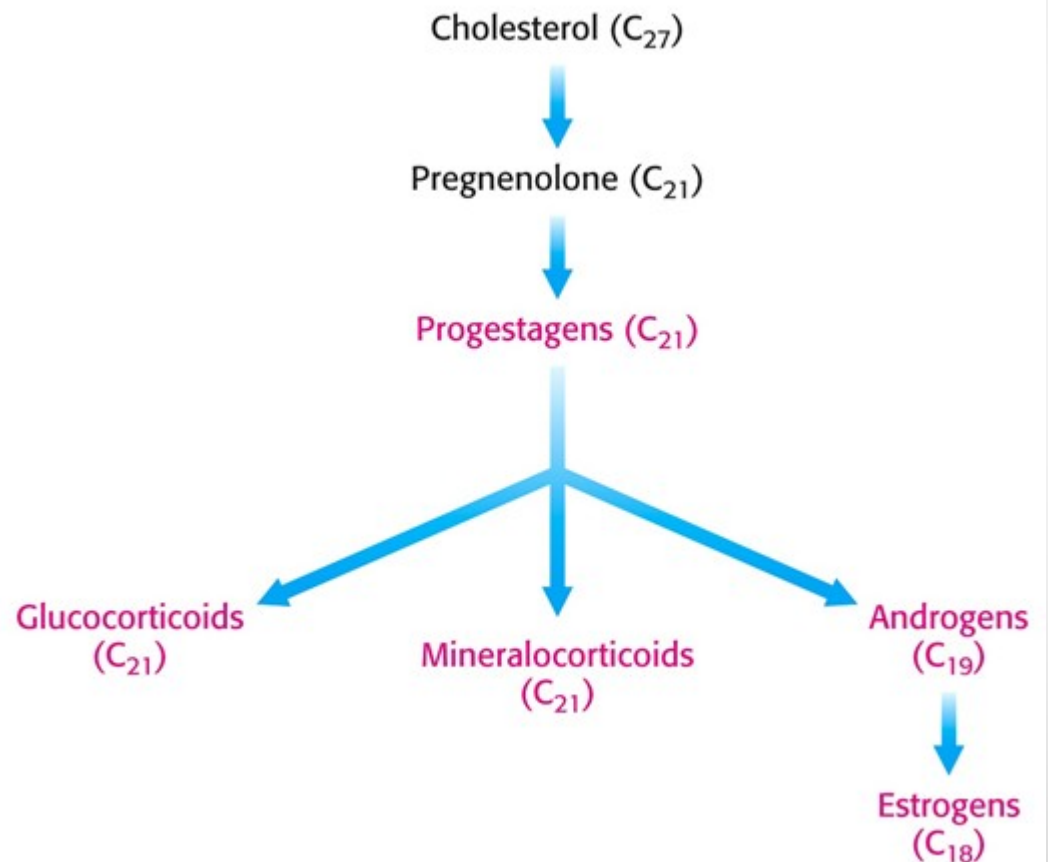 Cholesterol (C₂₇)
Pregnenolone (C₂₁)
Progestagens (C₂₁)
Glucocorticoids
(C₂₁)
Mineralocorticoids
(C₂₁)
Androgens
(C₁₉)
Estrogens
(C₁₈)